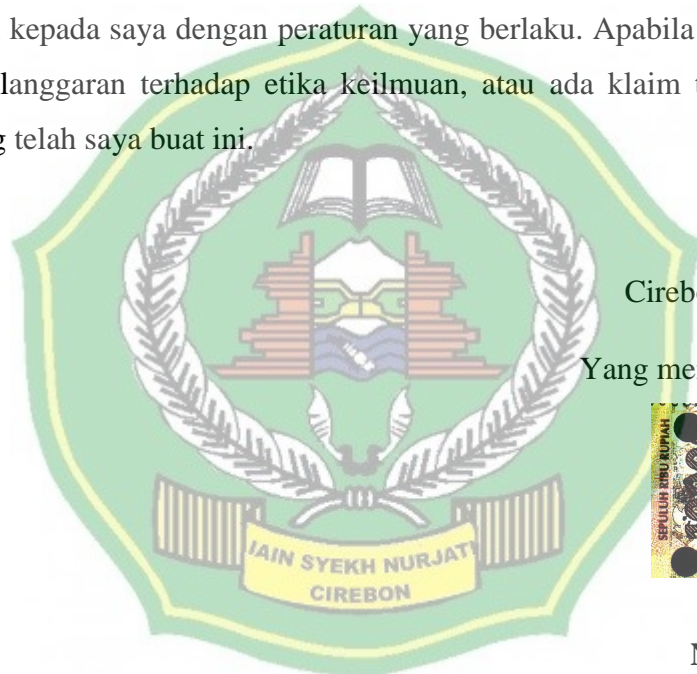 kepada saya dengan peraturan yang berlaku. Apabila
langgaran terhadap etika keilmuan, atau ada klaim t
g telah saya buat ini.
Cirebo
Yang me
SEPULUH RIBU RUPIAH
IAIN SYEKH NURJATI
CIREBON
N